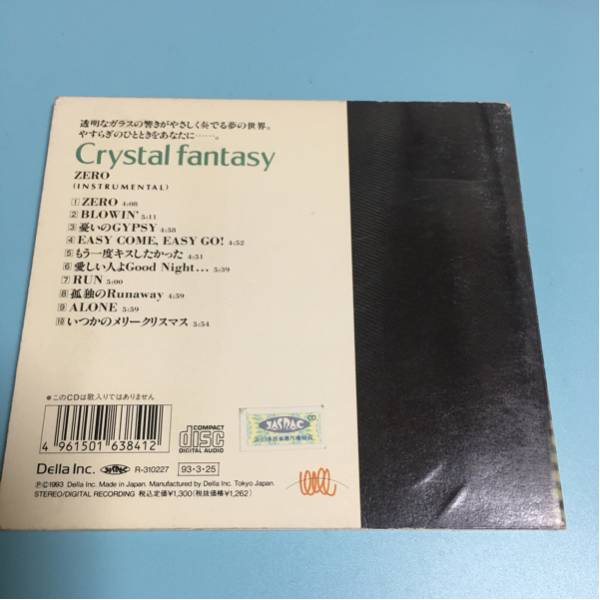 透明なガラスの響きがやさしく奏でる夢の世界。
やすらぎのひとときをあなたに……。
Crystal fantasy
ZERO
(INSTRUMENTAL)
1 ZERO 4:08
2 BLOWIN' 5:11
3 憂いのGYPSY 4:58
4 EASY COME, EASY GO! 4:52
5 もう一度キスしたかった 4:51
6 愛しい人よGood Night... 5:39
7 RUN 5:00
8 孤独のRunaway 4:59
9 ALONE 5:59
10 いつかのメリークリスマス 5:54
●このCDは歌入りではありません
4 961501 638412
COMPACT
disc
DIGITAL AUDIO
CD
JASRAC
Della Inc. JASRAC R-310227 93·3·25
Ⓟ©1993 Della Inc. Made in Japan. Manufactured by Della Inc. Tokyo Japan.
STEREO/DIGITAL RECORDING 税込定価¥1,300(税抜価格¥1,262)